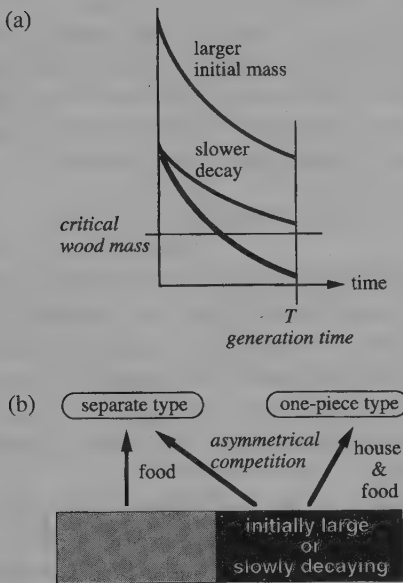 (a)
larger
initial mass
slower
decay
critical
wood mass
time
T
generation time
(b)
separate type
one-piece type
asymmetrical
competition
food
house
&
food
initially large
or
slowly decaying